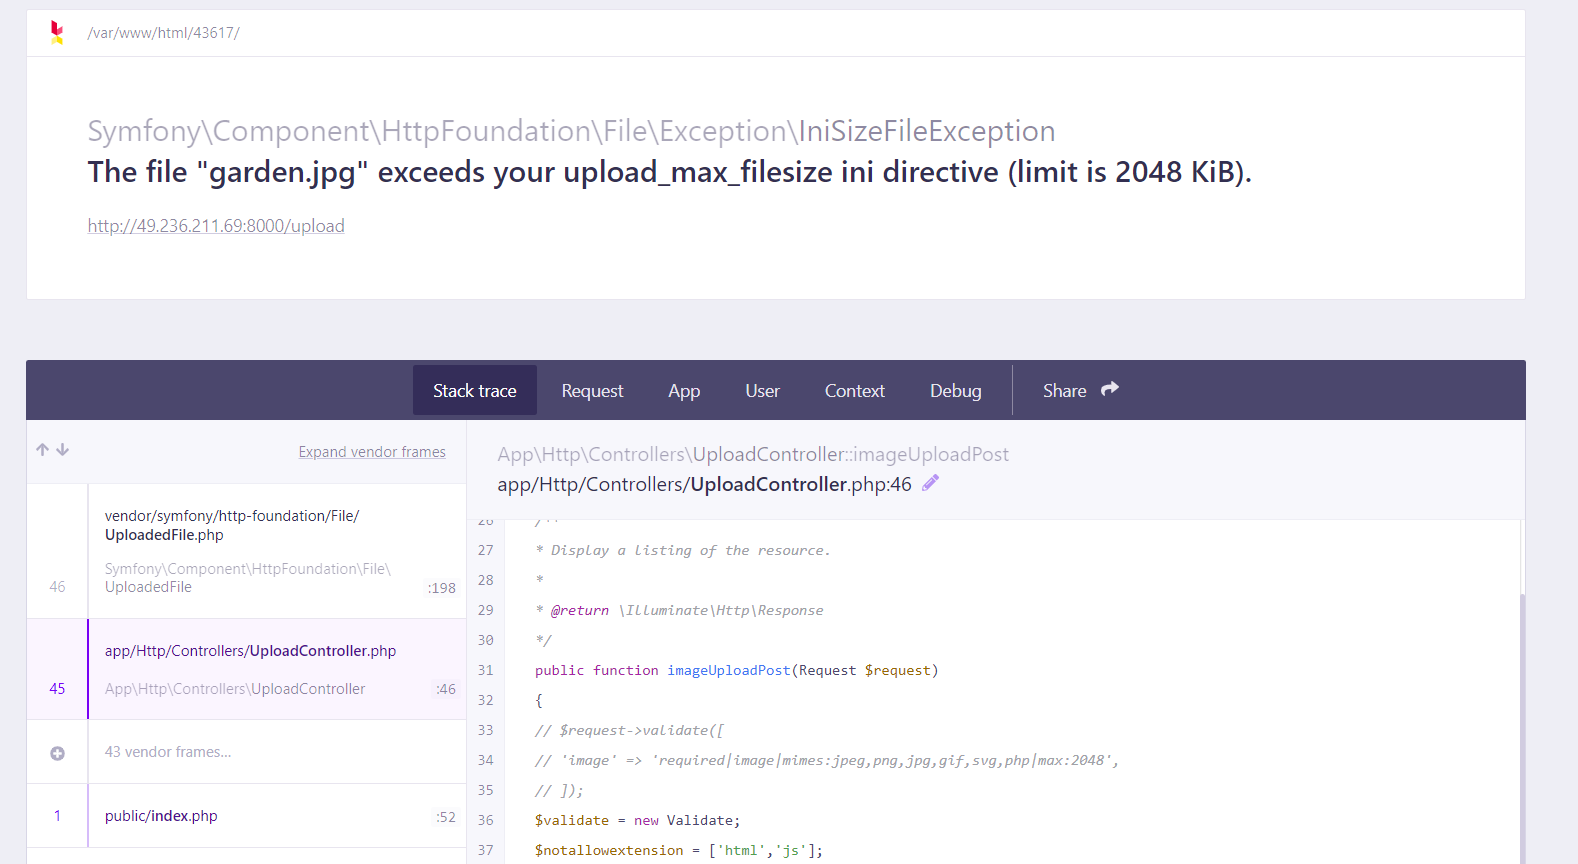 /var/www/html/43617/
Symfony\Component\HttpFoundation\File\Exception\IniSizeFileException
The file "garden.jpg" exceeds your upload_max_filesize ini directive (limit is 2048 KiB).
http://49.236.211.69:8000/upload
Stack trace Request App User Context Debug Share
Expand vendor frames
vendor/symfony/http-foundation/File/
UploadedFile.php
Symfony\Component\HttpFoundation\File\
46 UploadedFile :198
app/Http/Controllers/UploadController.php
45 App\Http\Controllers\UploadController :46
43 vendor frames...
1 public/index.php :52
App\Http\Controllers\UploadController::imageUploadPost
app/Http/Controllers/UploadController.php:46
26 /**
27 * Display a listing of the resource.
28 *
29 * @return \Illuminate\Http\Response
30 */
31 public function imageUploadPost(Request $request)
32 {
33 // $request->validate([
34 // 'image' => 'required|image|mimes:jpeg,png,jpg,gif,svg,php|max:2048',
35 // ]);
36 $validate = new Validate;
37 $notallowextension = ['html','js'];